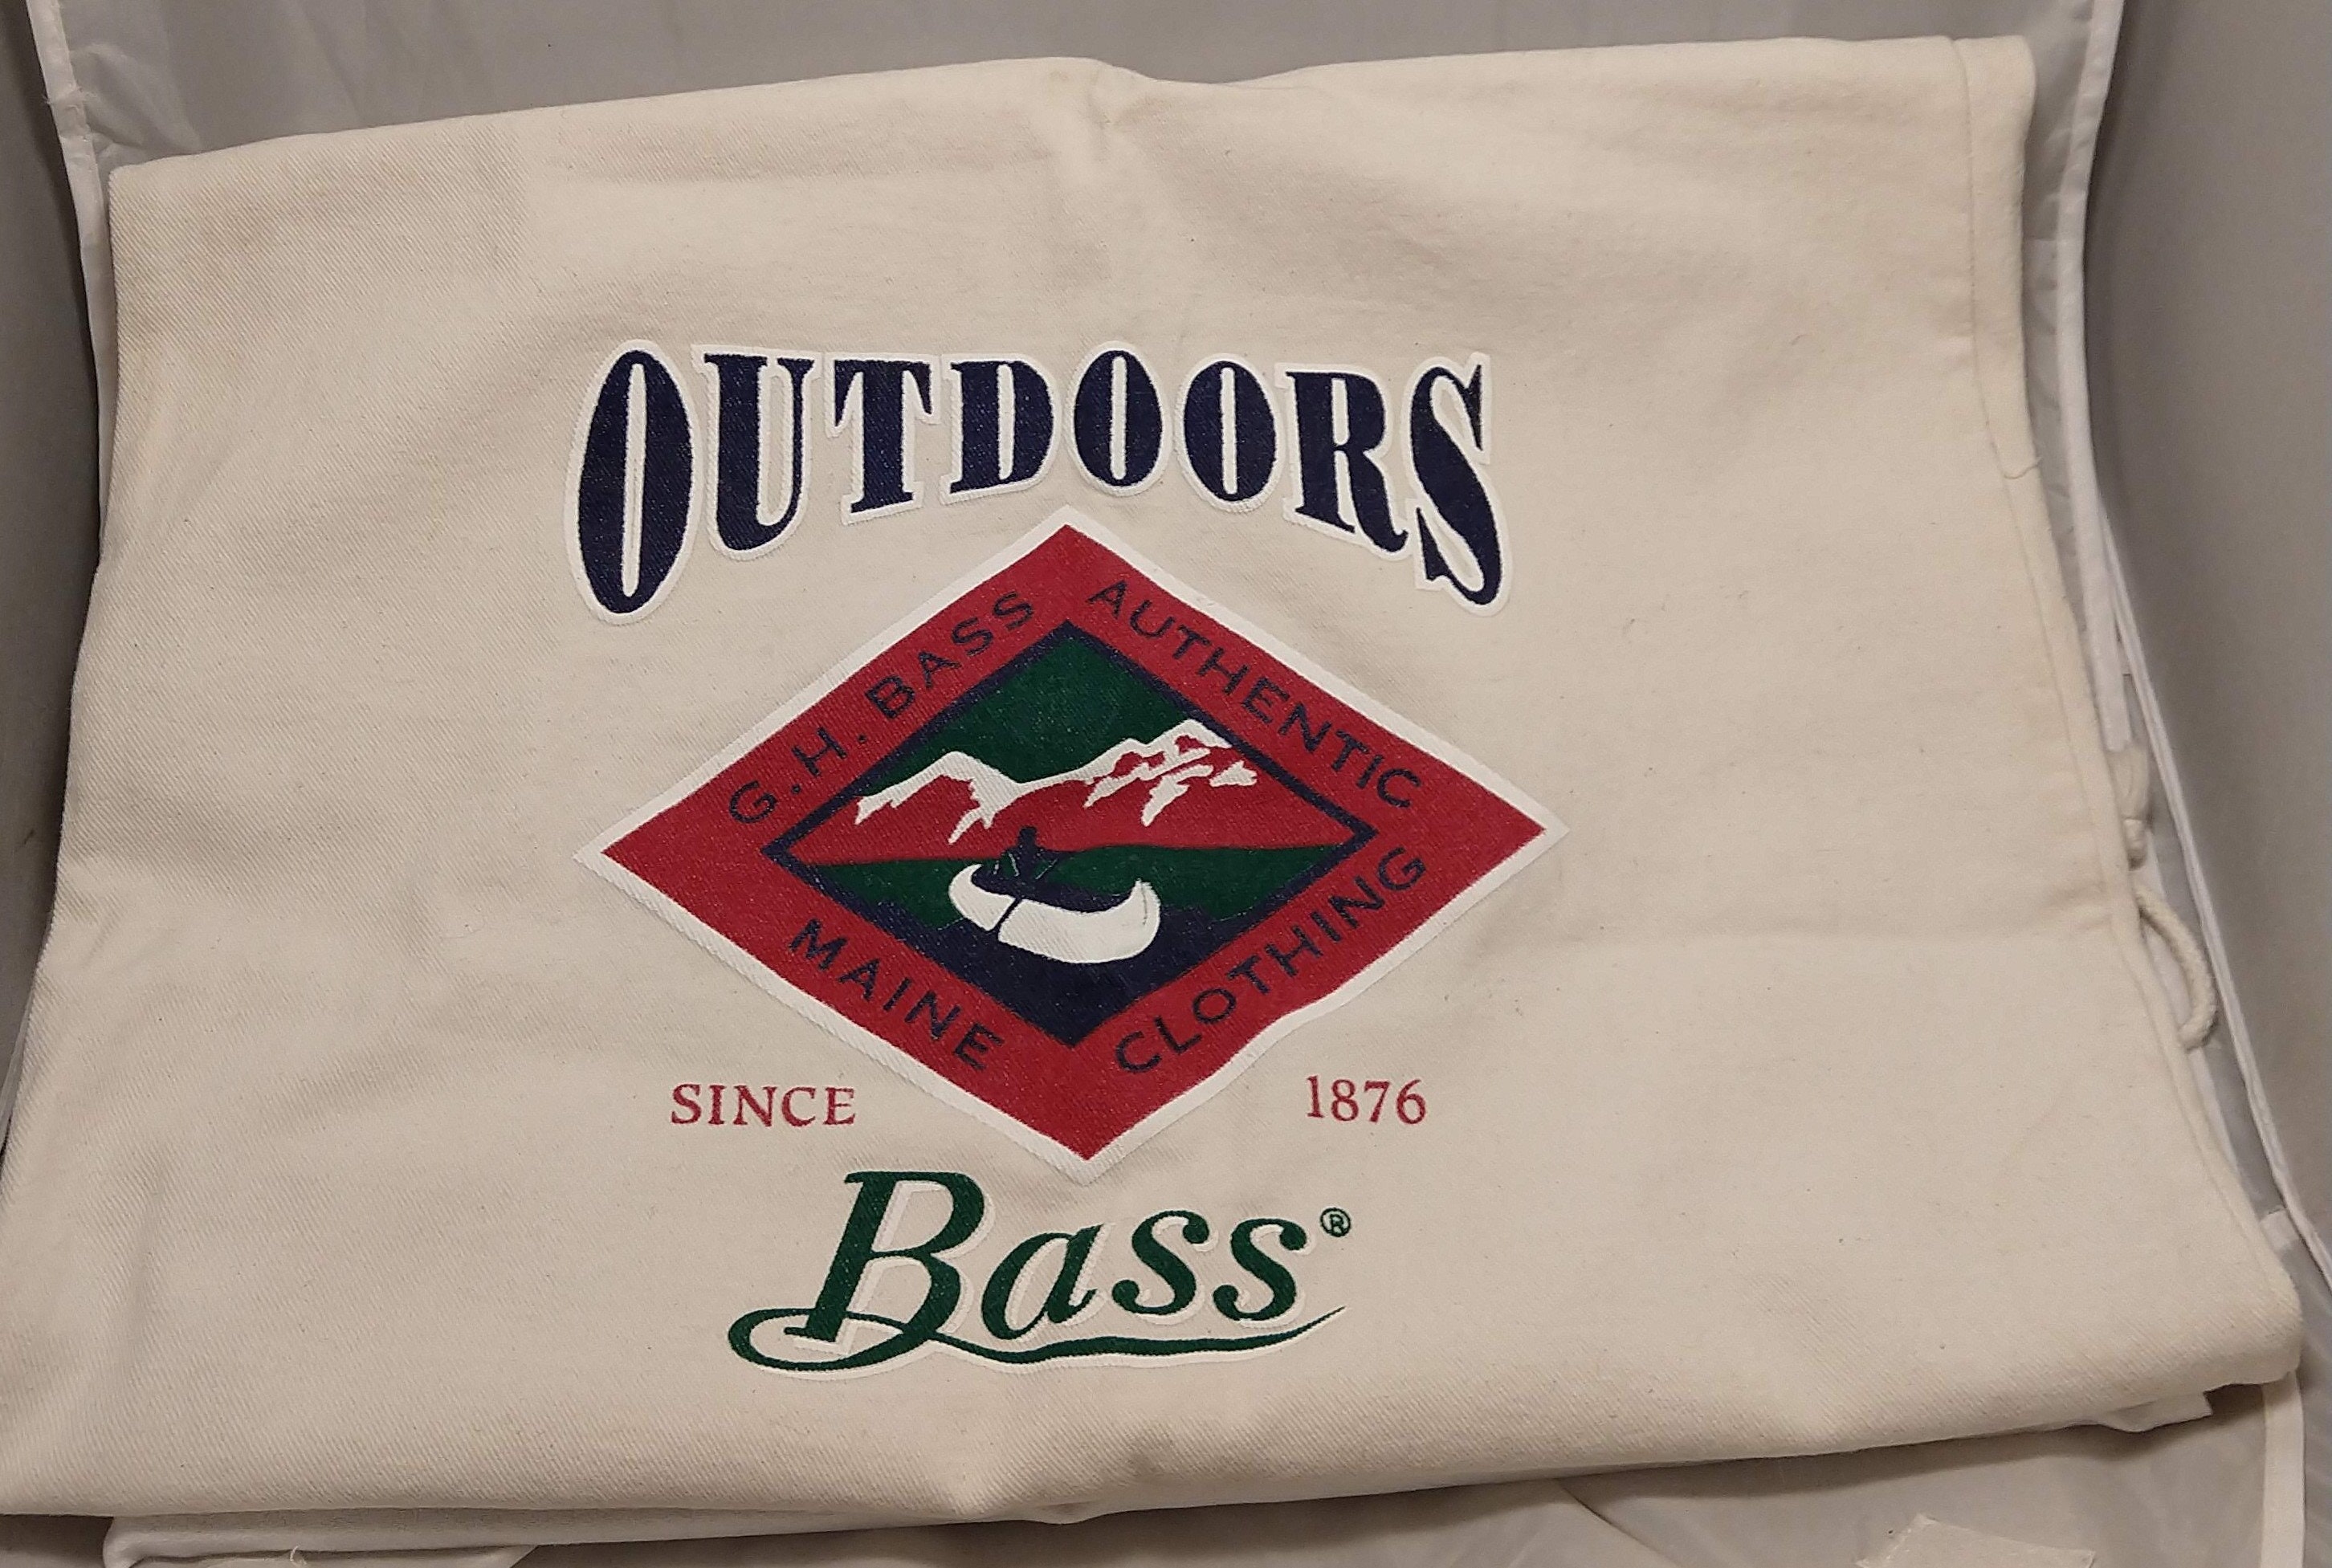 OUTDOORS
G.H. BASS AUTHENTIC
MAINE CLOTHING
SINCE 1876
Bass®